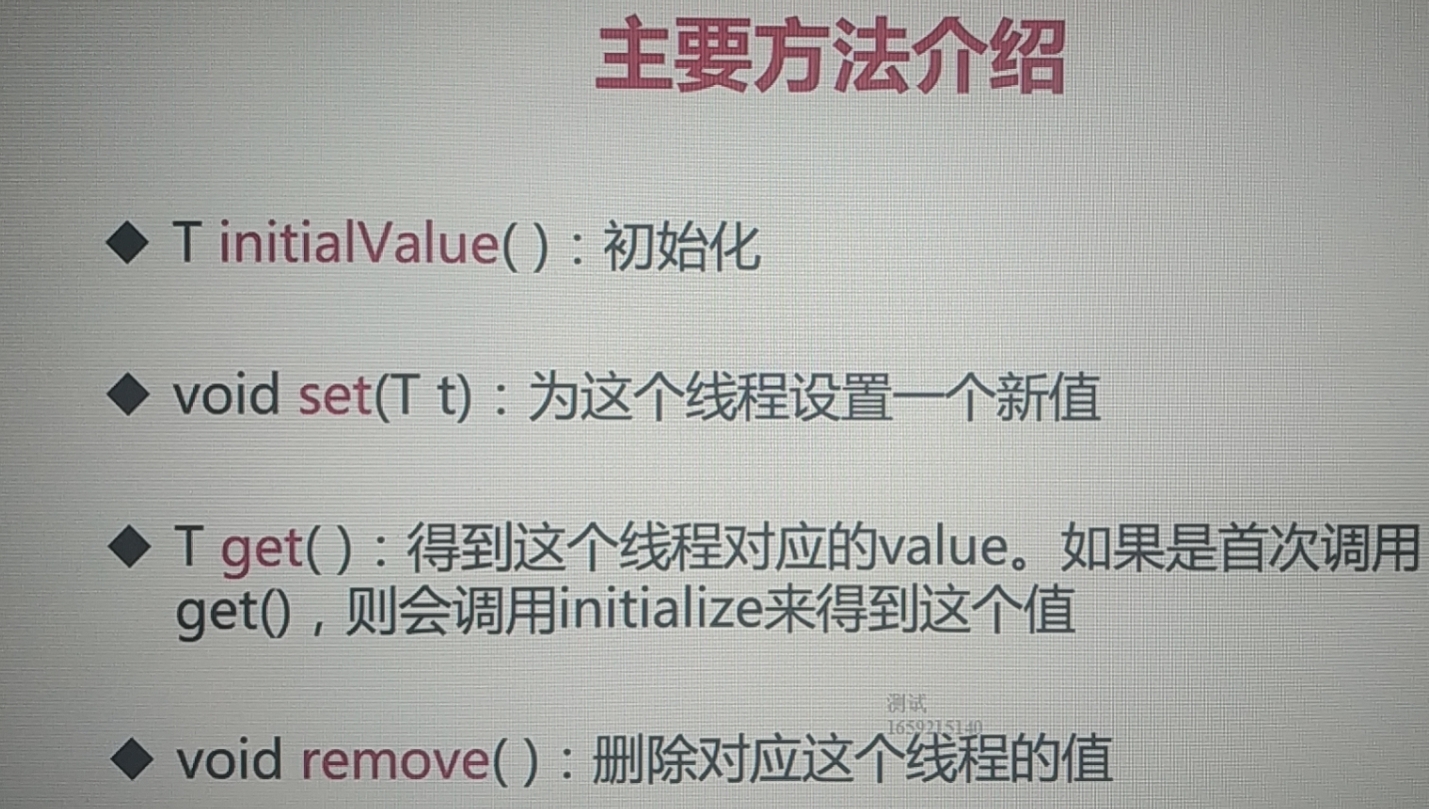 主要方法介绍
◆ T initialValue( )：初始化
◆ void set(T t)：为这个线程设置一个新值
◆ T get( )：得到这个线程对应的value。如果是首次调用
get()，则会调用initialize来得到这个值
测试
1659215140
◆ void remove( )：删除对应这个线程的值